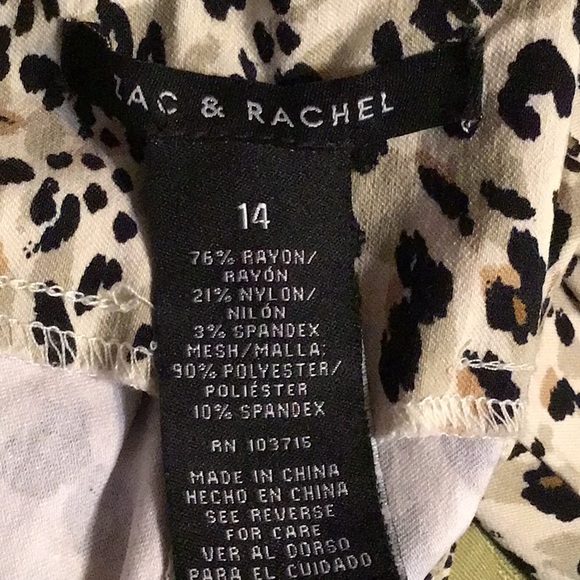 ZAC & RACHEL
14
76% RAYON/
RAYÓN
21% NYLON/
NILÓN
3% SPANDEX
MESH/MALLA:
90% POLYESTER/
POLIÉSTER
10% SPANDEX
RN 103715
MADE IN CHINA
HECHO EN CHINA
SEE REVERSE
FOR CARE
VER AL DORSO
PARA EL CUIDADO